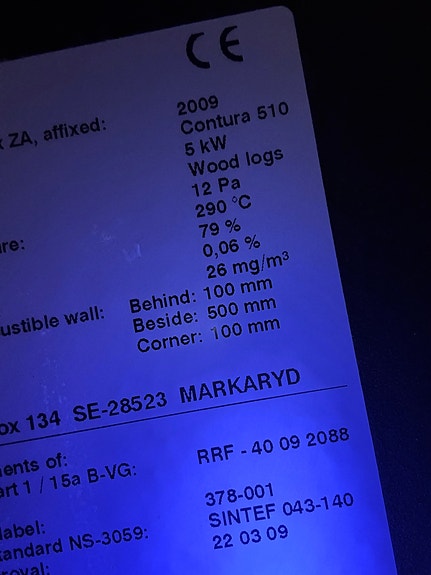 CE
ZA, affixed: 2009
Contura 510
5 kW
Wood logs
12 Pa
290 °C
79 %
0,06 %
26 mg/m³
ustible wall: Behind: 100 mm
Beside: 500 mm
Corner: 100 mm
ox 134 SE-28523 MARKARYD
ents of: RRF - 40 09 2088
art 1 / 15a B-VG:
label: 378-001
tandard NS-3059: SINTEF 043-140
roval: 22 03 09